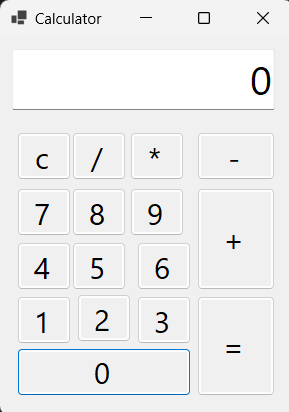 Calculator
0
c / * -
7 8 9
+
4 5 6
1 2 3
=
0